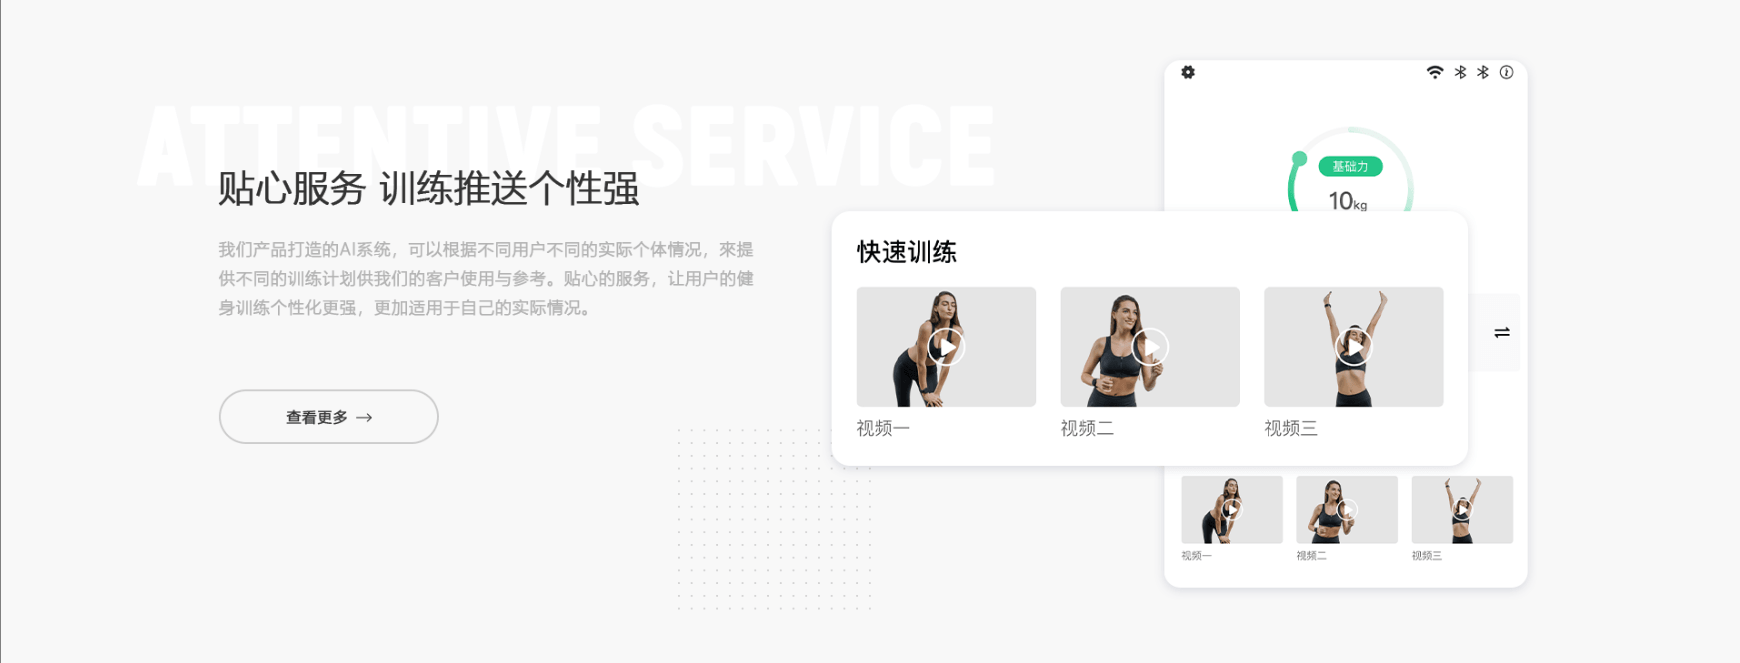 ATTENTIVE SERVICE
贴心服务 训练推送个性强
我们产品打造的AI系统，可以根据不同用户不同的实际个体情况，來提
供不同的训练计划供我们的客户使用与参考。贴心的服务，让用户的健
身训练个性化更强，更加适用于自己的实际情况。
查看更多 →
基础力
10kg
快速训练
视频一
视频二
视频三
视频一
视频二
视频三